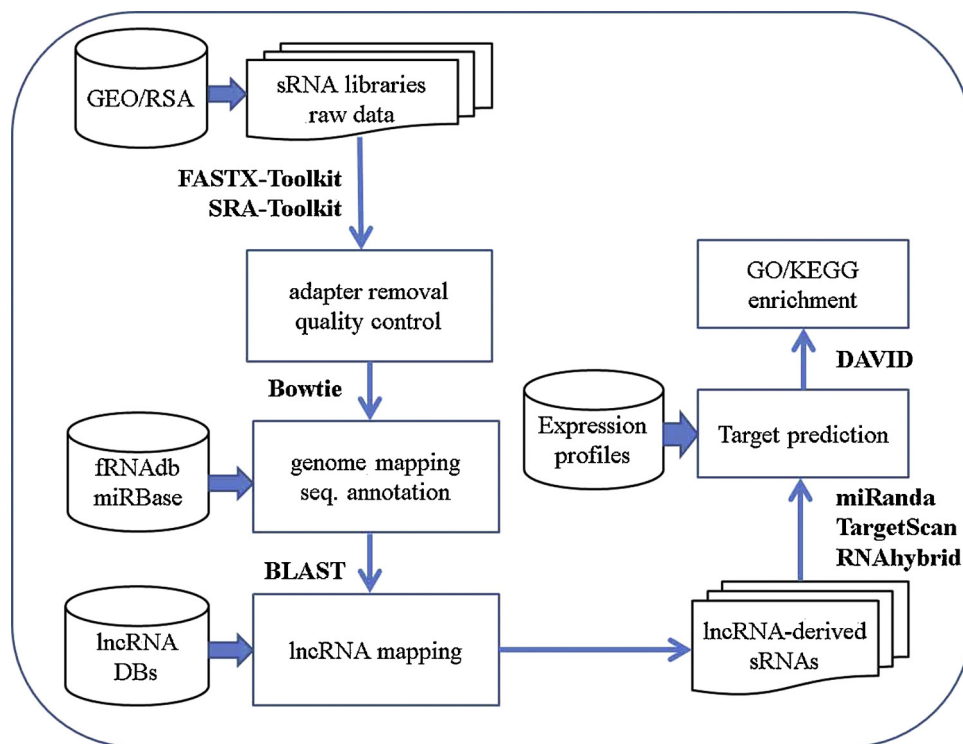 GEO/RSA
sRNA libraries
raw data
FASTX-Toolkit
SRA-Toolkit
adapter removal
quality control
Bowtie
fRNAdb
miRBase
genome mapping
seq. annotation
BLAST
lncRNA
DBs
lncRNA mapping
lncRNA-derived
sRNAs
miRanda
TargetScan
RNAhybrid
Expression
profiles
Target prediction
DAVID
GO/KEGG
enrichment